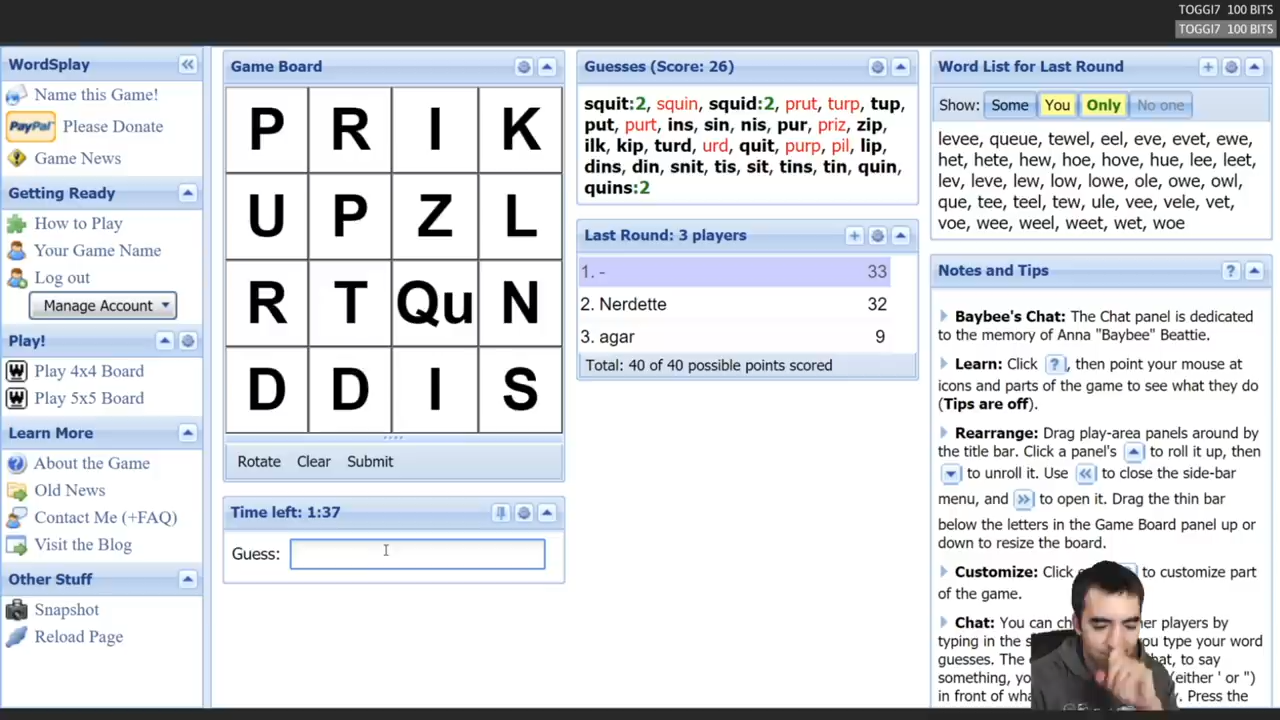 TOGGI7 100 BITS
TOGGI7 100 BITS
WordSplay
Name this Game!
PayPal Please Donate
Game News
Getting Ready
How to Play
Your Game Name
Log out
Manage Account
Play!
Play 4x4 Board
Play 5x5 Board
Learn More
About the Game
Old News
Contact Me (+FAQ)
Visit the Blog
Other Stuff
Snapshot
Reload Page
Game Board
P R I K
U P Z L
R T Qu N
D D I S
Rotate Clear Submit
Time left: 1:37
Guess:
Guesses (Score: 26)
squit:2, squin, squid:2, prut, turp, tup,
put, purt, ins, sin, nis, pur, priz, zip,
ilk, kip, turd, urd, quit, purp, pil, lip,
dins, din, snit, tis, sit, tins, tin, quin,
quins:2
Last Round: 3 players
1. - 33
2. Nerdette 32
3. agar 9
Total: 40 of 40 possible points scored
Word List for Last Round
Show: Some You Only No one
levee, queue, tewel, eel, eve, evet, ewe,
het, hete, hew, hoe, hove, hue, lee, leet,
lev, leve, lew, low, lowe, ole, owe, owl,
que, tee, teel, tew, ule, vee, vele, vet,
voe, wee, weel, weet, wet, woe
Notes and Tips
Baybee's Chat: The Chat panel is dedicated
to the memory of Anna "Baybee" Beattie.
Learn: Click ?, then point your mouse at
icons and parts of the game to see what they do
(Tips are off).
Rearrange: Drag play-area panels around by
the title bar. Click a panel's to roll it up, then
to unroll it. Use to close the side-bar
menu, and to open it. Drag the thin bar
below the letters in the Game Board panel up or
down to resize the board.
Customize: Click to customize part
of the game.
Chat: You can players by
typing in the you type your word
guesses. The to say
something, (either ' or ")
in front of Press the